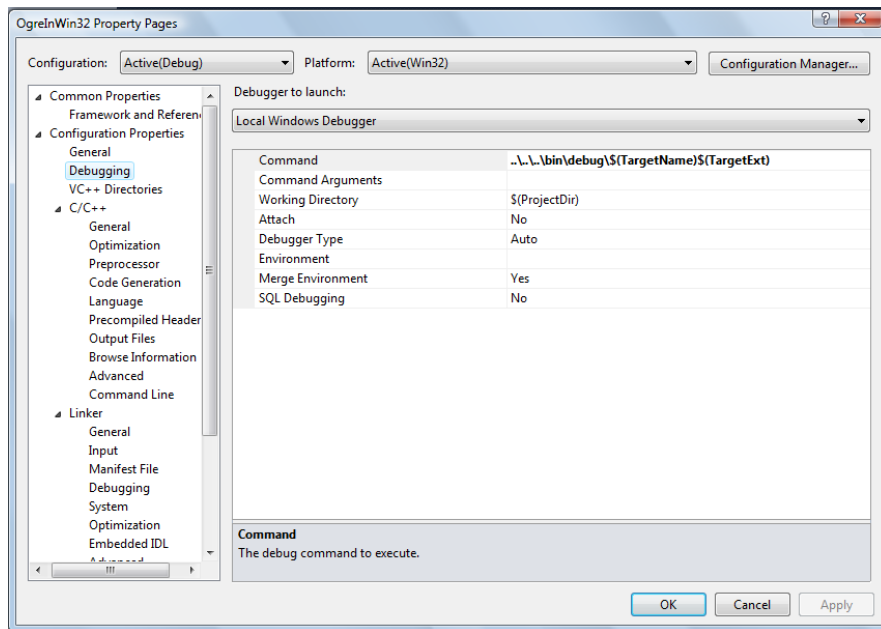 OgreInWin32 Property Pages
Configuration: Active(Debug) Platform: Active(Win32) Configuration Manager...
Common Properties
Framework and Referen
Configuration Properties
General
Debugging
VC++ Directories
C/C++
General
Optimization
Preprocessor
Code Generation
Language
Precompiled Header
Output Files
Browse Information
Advanced
Command Line
Linker
General
Input
Manifest File
Debugging
System
Optimization
Embedded IDL
Debugger to launch:
Local Windows Debugger
Command ..\..\..\bin\debug\$(TargetName)$(TargetExt)
Command Arguments
Working Directory $(ProjectDir)
Attach No
Debugger Type Auto
Environment
Merge Environment Yes
SQL Debugging No
Command
The debug command to execute.
OK Cancel Apply